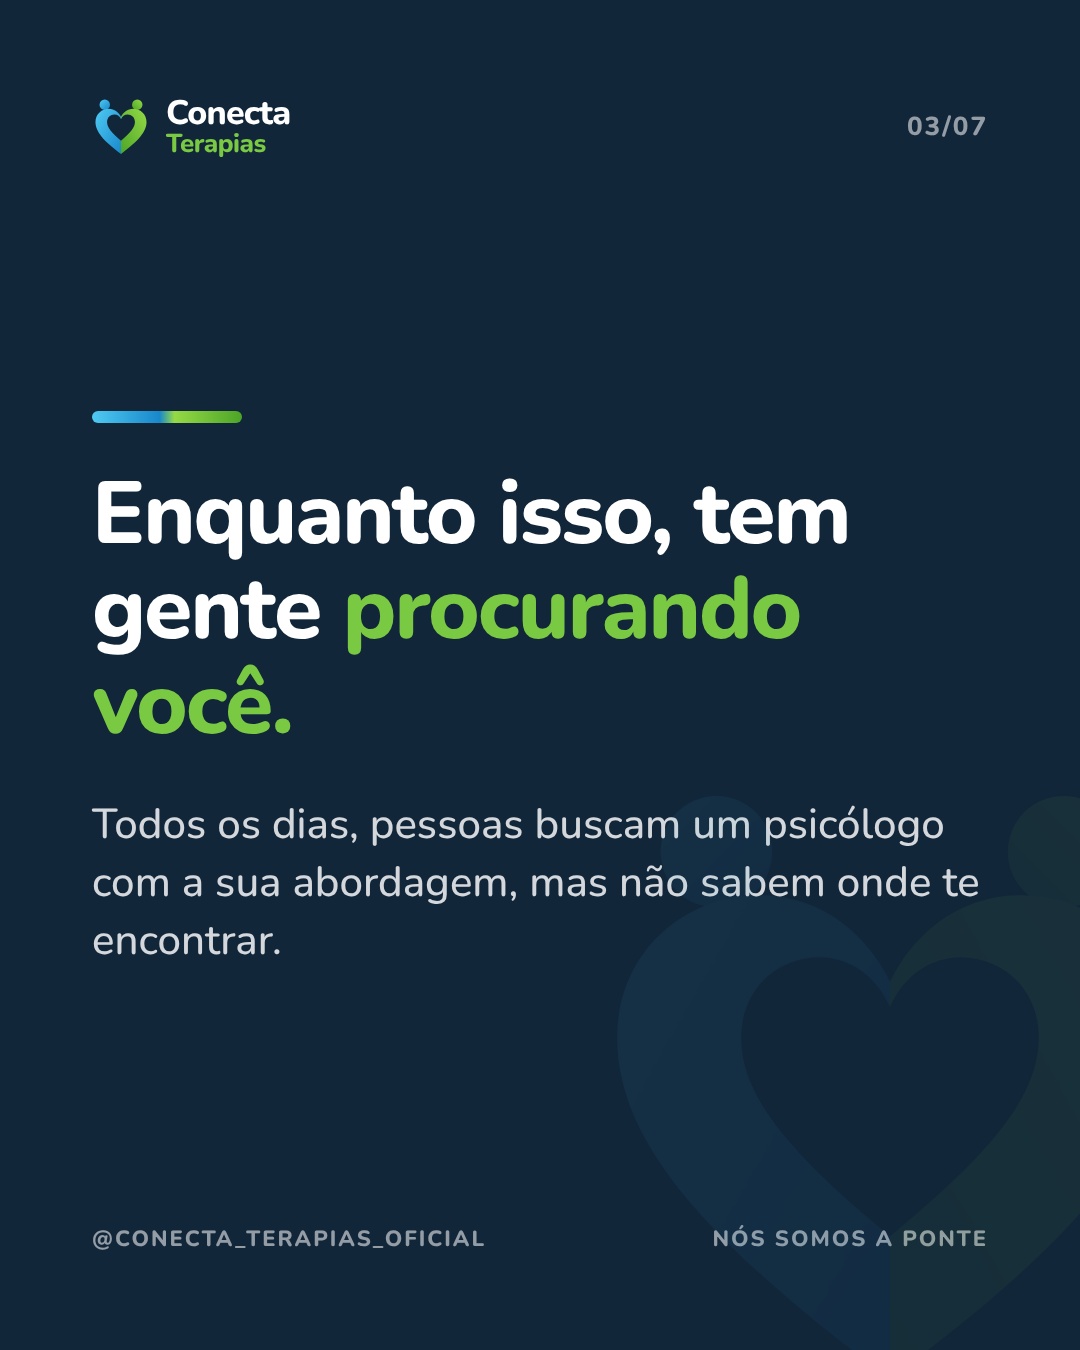 Conecta
Terapias
03/07
Enquanto isso, tem
gente procurando
você.
Todos os dias, pessoas buscam um psicólogo
com a sua abordagem, mas não sabem onde te
encontrar.
@CONECTA_TERAPIAS_OFICIAL
NÓS SOMOS A PONTE